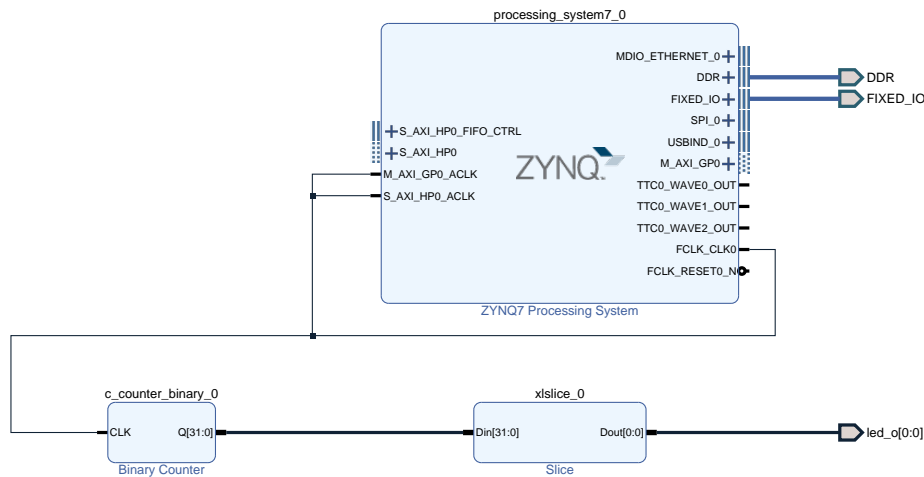 processing_system7_0
MDIO_ETHERNET_0
DDR
DDR
FIXED_IO
FIXED_IO
SPI_0
S_AXI_HP0_FIFO_CTRL
USBIND_0
S_AXI_HP0
ZYNQ
M_AXI_GP0
M_AXI_GP0_ACLK
TTC0_WAVE0_OUT
S_AXI_HP0_ACLK
TTC0_WAVE1_OUT
TTC0_WAVE2_OUT
FCLK_CLK0
FCLK_RESET0_N
ZYNQ7 Processing System
c_counter_binary_0
xlslice_0
CLK
Q[31:0]
Din[31:0]
Dout[0:0]
led_o[0:0]
Binary Counter
Slice